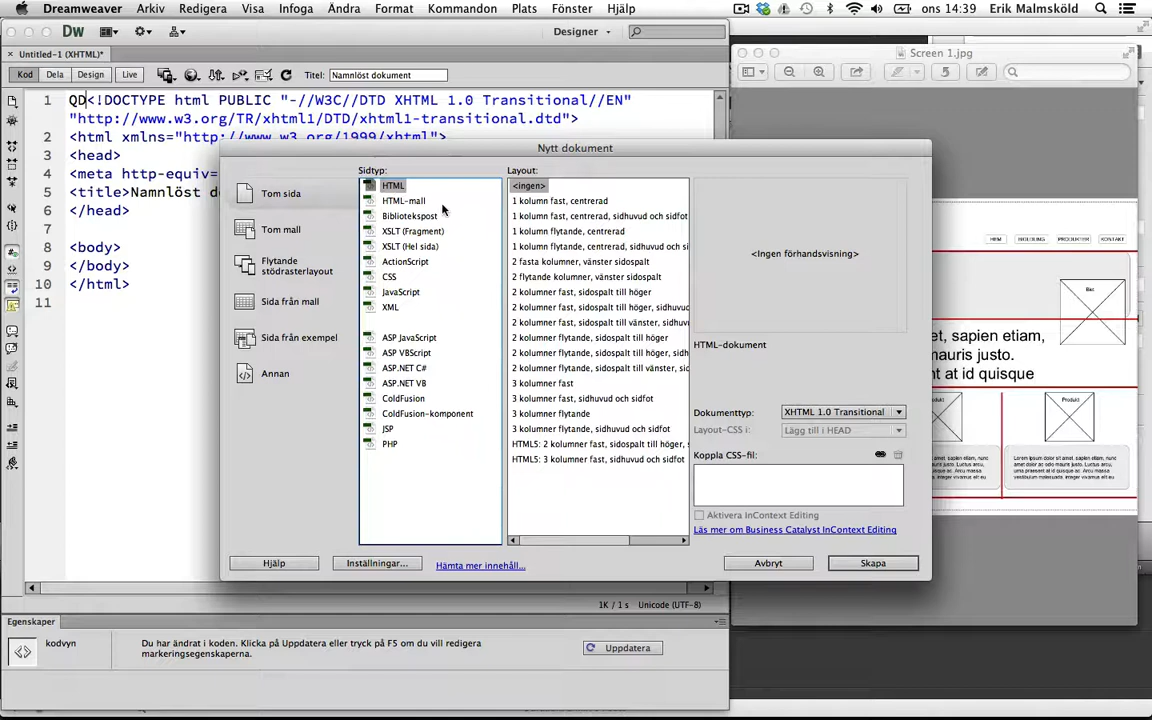 Dreamweaver Arkiv Redigera Visa Infoga Ändra Format Kommandon Plats Fönster Hjälp ons 14:39 Erik Malmsköld
Dw Designer
Untitled-1 (XHTML)*
Kod Dela Design Live Titel: Namnlöst dokument
Screen 1.jpg
1 QD<!DOCTYPE html PUBLIC "-//W3C//DTD XHTML 1.0 Transitional//EN"
"http://www.w3.org/TR/xhtml1/DTD/xhtml1-transitional.dtd">
2 <html xmlns="http://www.w3.org/1999/xhtml">
3 <head>
4 <meta http-equiv=
5 <title>Namnlöst d
6 </head>
7
8 <body>
9 </body>
10 </html>
11
Nytt dokument
Tom sida
Tom mall
Flytande
stödrasterlayout
Sida från mall
Sida från exempel
Annan
Sidtyp:
HTML
HTML-mall
Bibliotekspost
XSLT (Fragment)
XSLT (Hel sida)
ActionScript
CSS
JavaScript
XML
ASP JavaScript
ASP VBScript
ASP.NET C#
ASP.NET VB
ColdFusion
ColdFusion-komponent
JSP
PHP
Layout:
<ingen>
1 kolumn fast, centrerad
1 kolumn fast, centrerad, sidhuvud och sidfot
1 kolumn flytande, centrerad
1 kolumn flytande, centrerad, sidhuvud och si
2 fasta kolumner, vänster sidospalt
2 flytande kolumner, vänster sidospalt
2 kolumner fast, sidospalt till höger
2 kolumner fast, sidospalt till höger, sidhuvu
2 kolumner fast, sidospalt till vänster, sidhuv
2 kolumner flytande, sidospalt till höger
2 kolumner flytande, sidospalt till höger, sidh
2 kolumner flytande, sidospalt till vänster, sid
3 kolumner fast
3 kolumner fast, sidhuvud och sidfot
3 kolumner flytande
3 kolumner flytande, sidhuvud och sidfot
HTML5: 2 kolumner fast, sidospalt till höger, s
HTML5: 3 kolumner fast, sidhuvud och sidfot
<Ingen förhandsvisning>
HTML-dokument
Dokumenttyp: XHTML 1.0 Transitional
Layout-CSS i: Lägg till i HEAD
Koppla CSS-fil:
Aktivera InContext Editing
Läs mer om Business Catalyst InContext Editing
Hjälp Inställningar... Hämta mer innehåll... Avbryt Skapa
HEM PRODUKTER KONTAKT
et, sapien etiam,
mauris justo.
nt at id quisque
Produkt
1K / 1 s Unicode (UTF-8)
Egenskaper
kodvyn
Du har ändrat i koden. Klicka på Uppdatera eller tryck på F5 om du vill redigera
markeringsegenskaperna.
Uppdatera